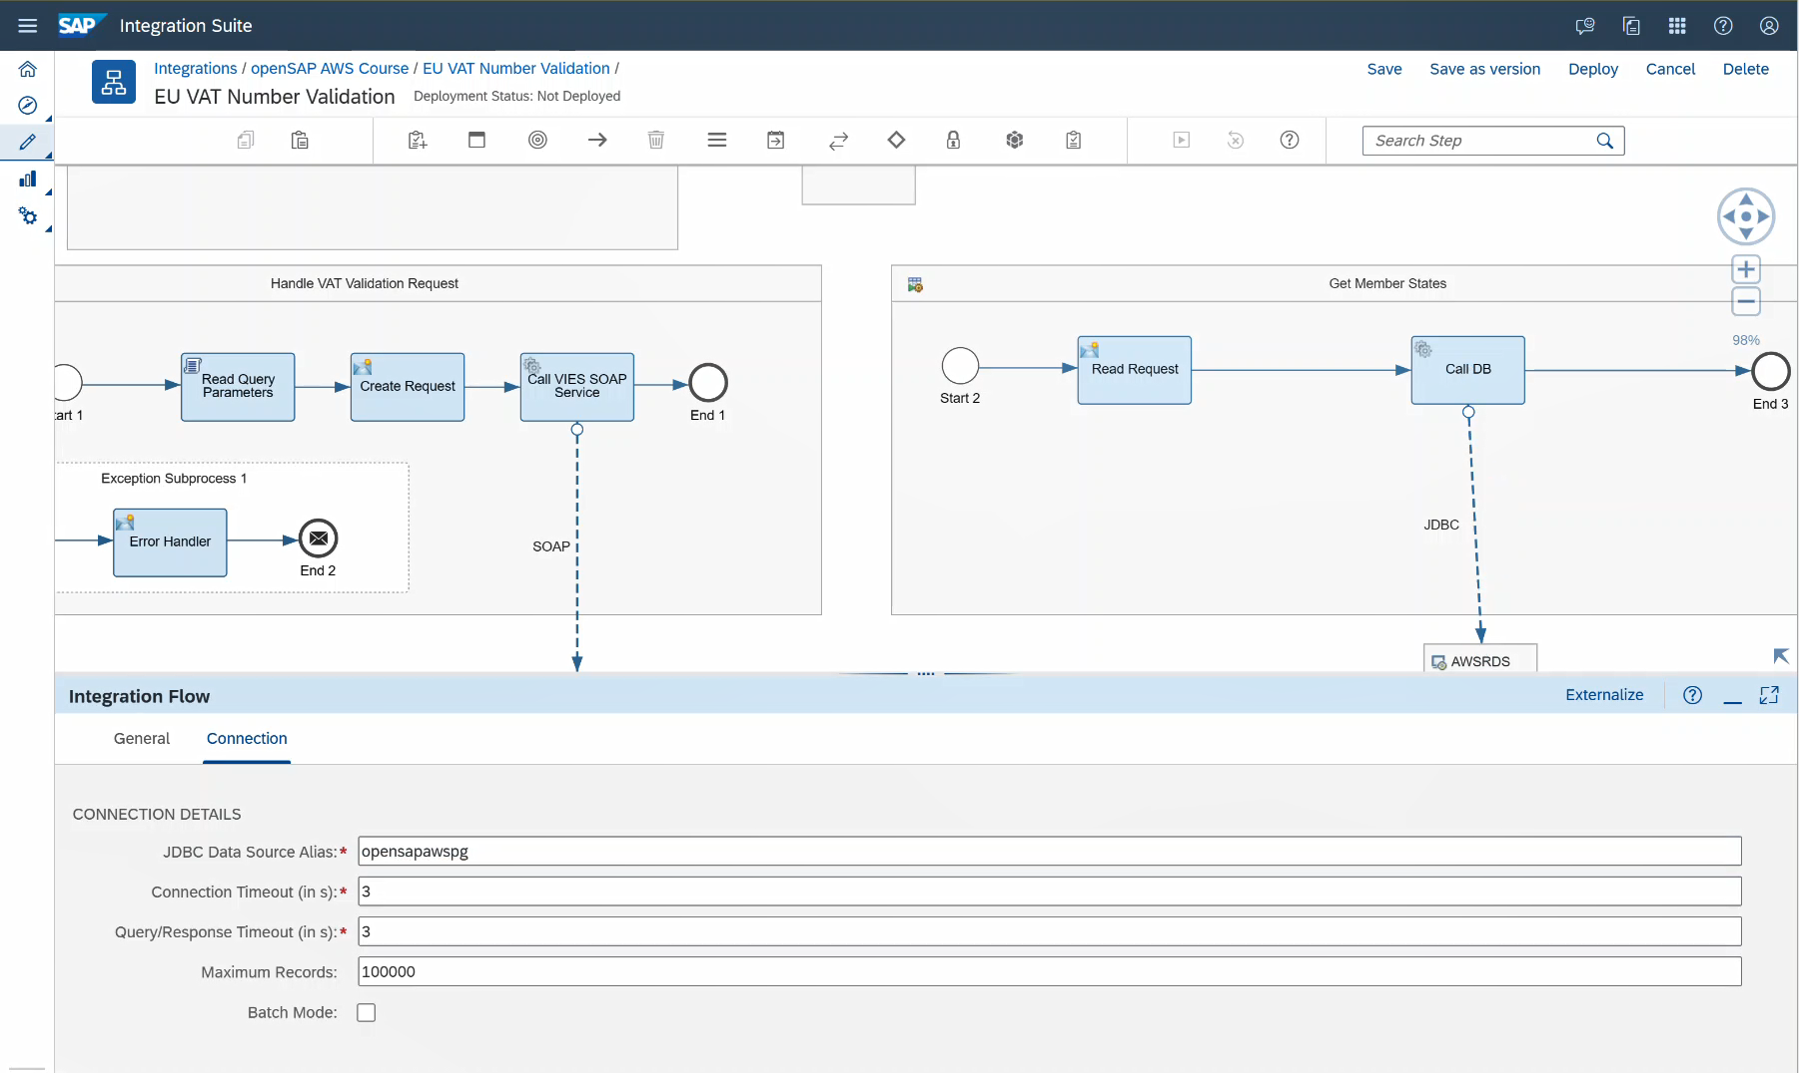 SAP Integration Suite
Integrations / openSAP AWS Course / EU VAT Number Validation /
EU VAT Number Validation Deployment Status: Not Deployed
Save Save as version Deploy Cancel Delete
Search Step
Handle VAT Validation Request
Get Member States
98%
Read Query
Parameters
Create Request
Call VIES SOAP
Service
End 1
art 1
Start 2
Read Request
Call DB
End 3
Exception Subprocess 1
Error Handler
End 2
SOAP
JDBC
AWSRDS
Integration Flow
Externalize
General Connection
CONNECTION DETAILS
JDBC Data Source Alias:* opensapawspg
Connection Timeout (in s):* 3
Query/Response Timeout (in s):* 3
Maximum Records: 100000
Batch Mode: